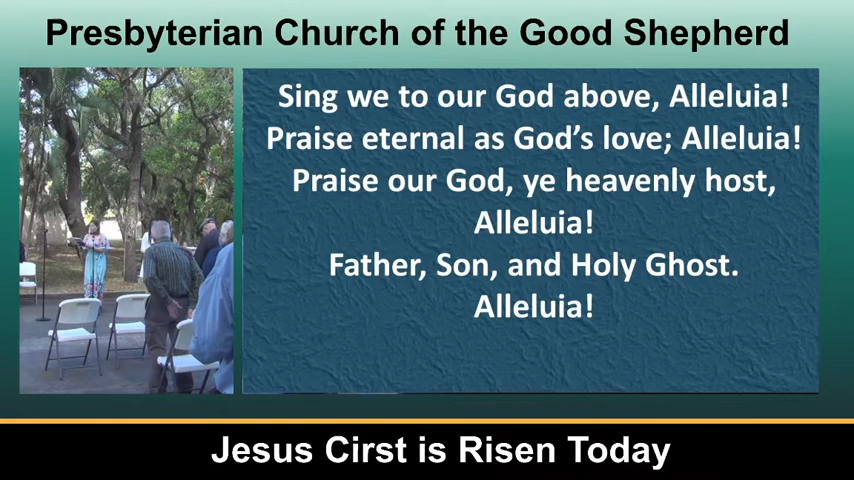 Presbyterian Church of the Good Shepherd
Sing we to our God above, Alleluia!
Praise eternal as God's love; Alleluia!
Praise our God, ye heavenly host,
Alleluia!
Father, Son, and Holy Ghost.
Alleluia!
Jesus Cirst is Risen Today